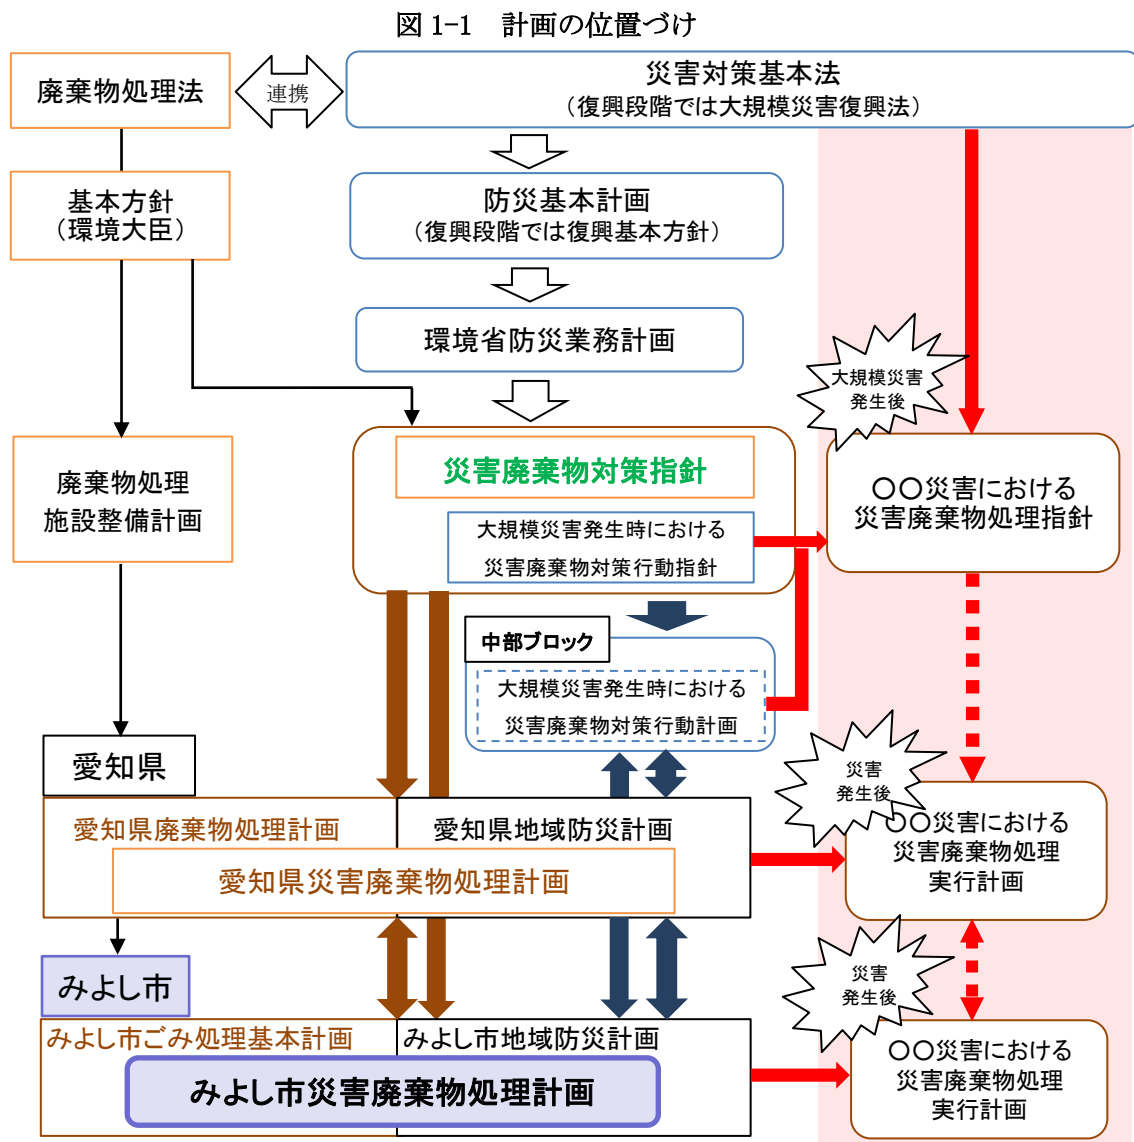 図 1-1　計画の位置づけ
廃棄物処理法
連携
災害対策基本法
（復興段階では大規模災害復興法）
基本方針
（環境大臣）
防災基本計画
（復興段階では復興基本方針）
環境省防災業務計画
大規模災害
発生後
廃棄物処理
施設整備計画
災害廃棄物対策指針
大規模災害発生時における
災害廃棄物対策行動指針
〇〇災害における
災害廃棄物処理指針
中部ブロック
大規模災害発生時における
災害廃棄物対策行動計画
愛知県
愛知県廃棄物処理計画
愛知県地域防災計画
愛知県災害廃棄物処理計画
災害
発生後
〇〇災害における
災害廃棄物処理
実行計画
みよし市
みよし市ごみ処理基本計画
みよし市地域防災計画
みよし市災害廃棄物処理計画
災害
発生後
〇〇災害における
災害廃棄物処理
実行計画